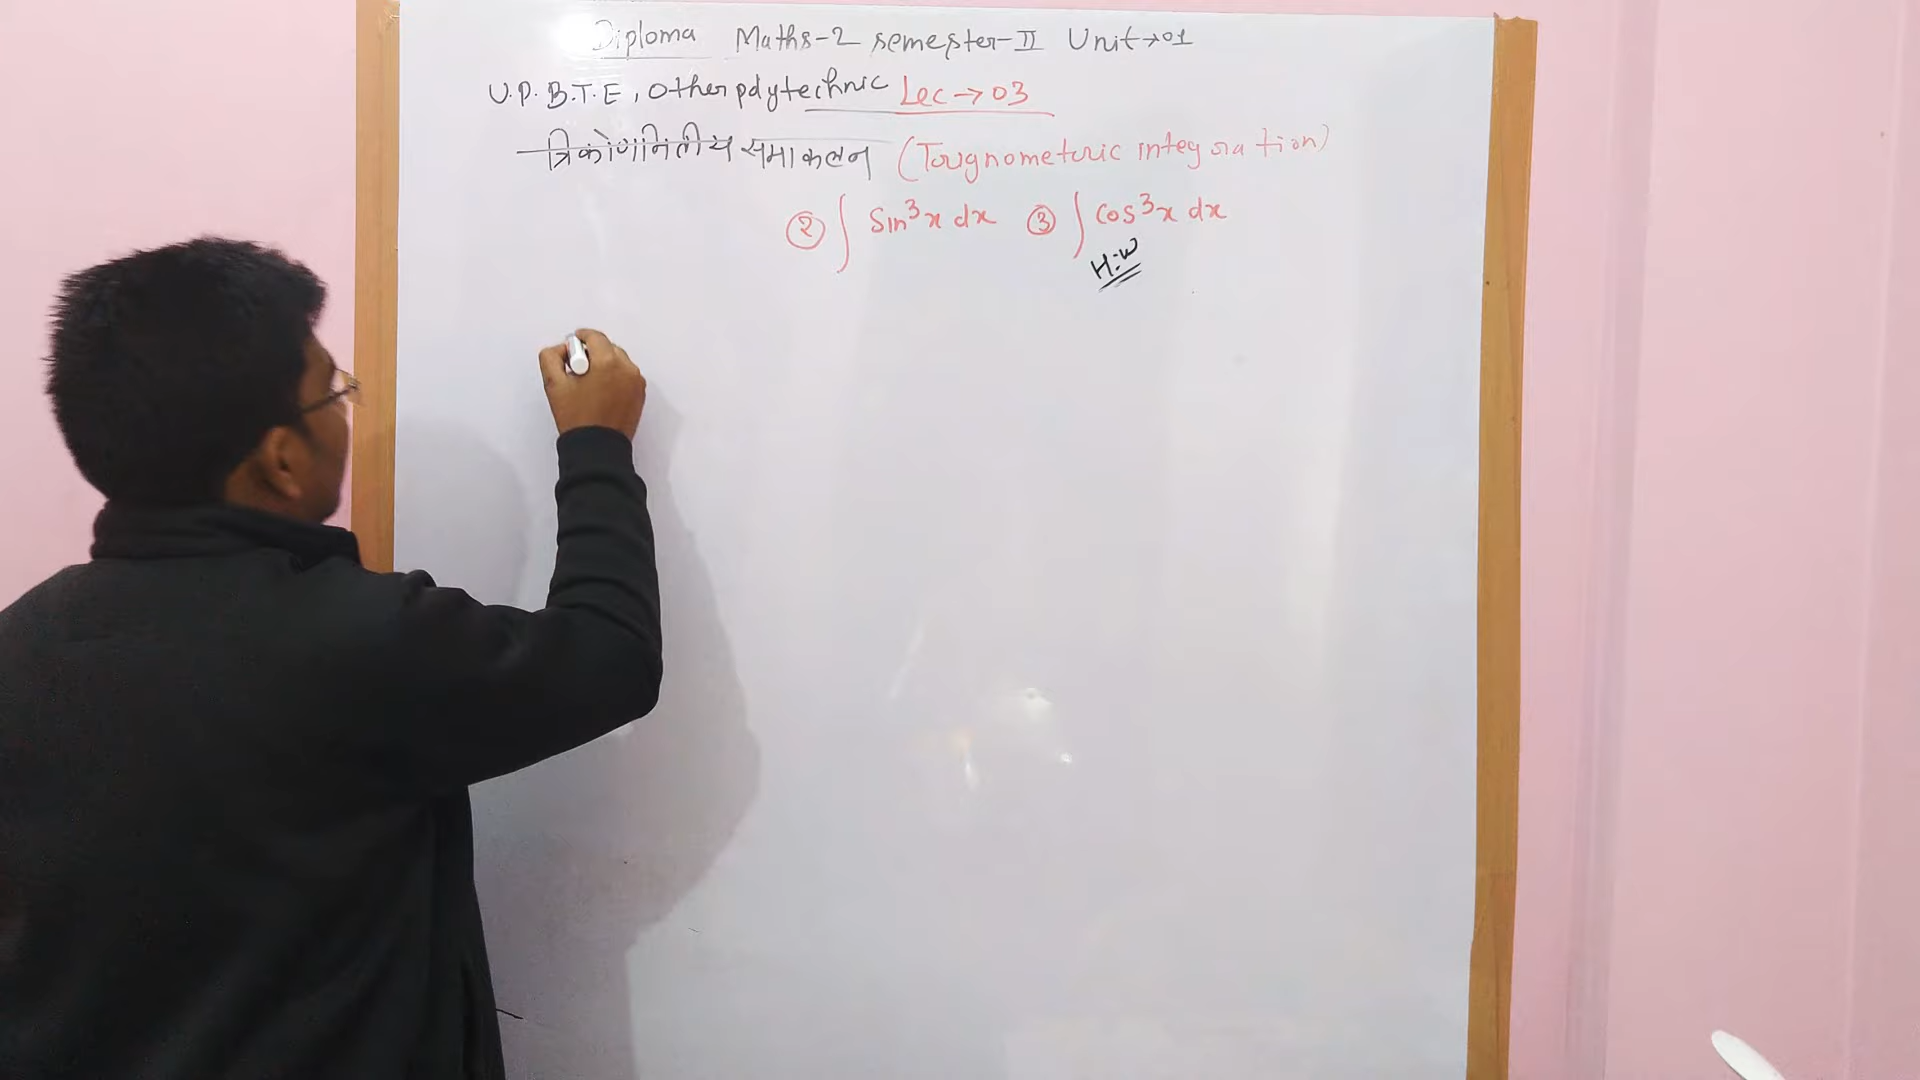 Diploma Maths-2 semester-II Unit→01
U.P.B.T.E, Other polytechnic Lec→03
त्रिकोणमितीय समाकलन (Trignometric integration)
② ∫ Sin³x dx ③ ∫ Cos³x dx
H.W